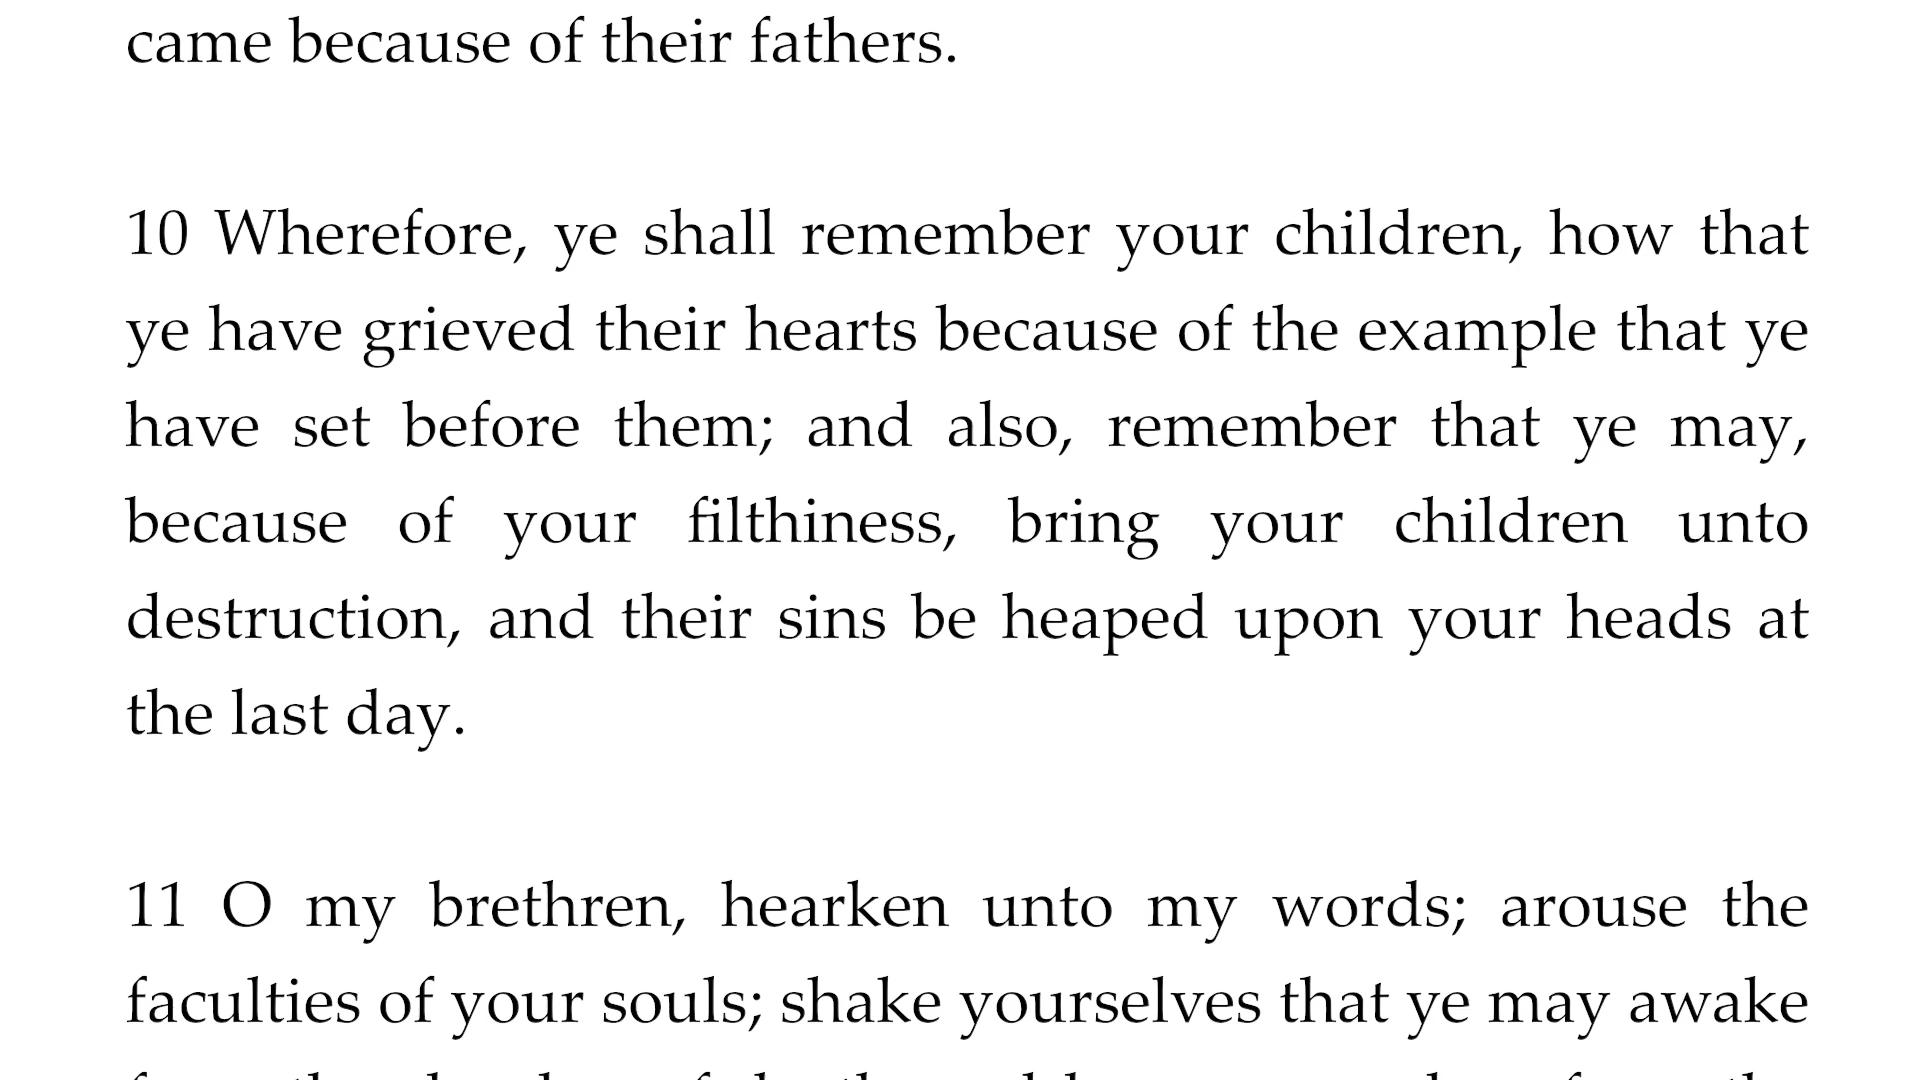 came because of their fathers.
10 Wherefore, ye shall remember your children, how that
ye have grieved their hearts because of the example that ye
have set before them; and also, remember that ye may,
because of your filthiness, bring your children unto
destruction, and their sins be heaped upon your heads at
the last day.
11 O my brethren, hearken unto my words; arouse the
faculties of your souls; shake yourselves that ye may awake